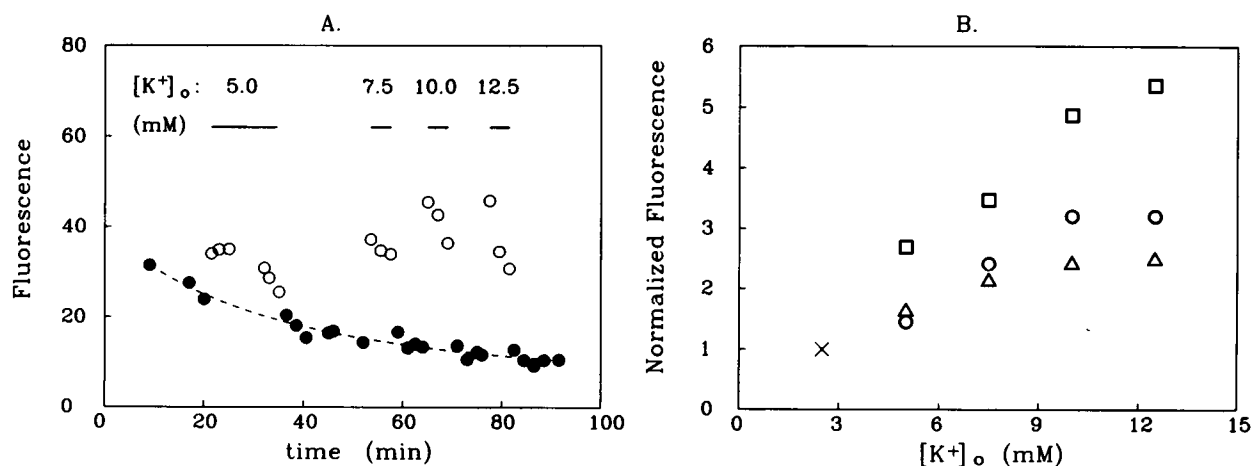 A.
80
60
40
20
0
Fluorescence
[K+]o: 5.0 7.5 10.0 12.5
(mM)
0 20 40 60 80 100
time (min)
B.
6
5
4
3
2
1
0
Normalized Fluorescence
0 3 6 9 12 15
[K+]o (mM)